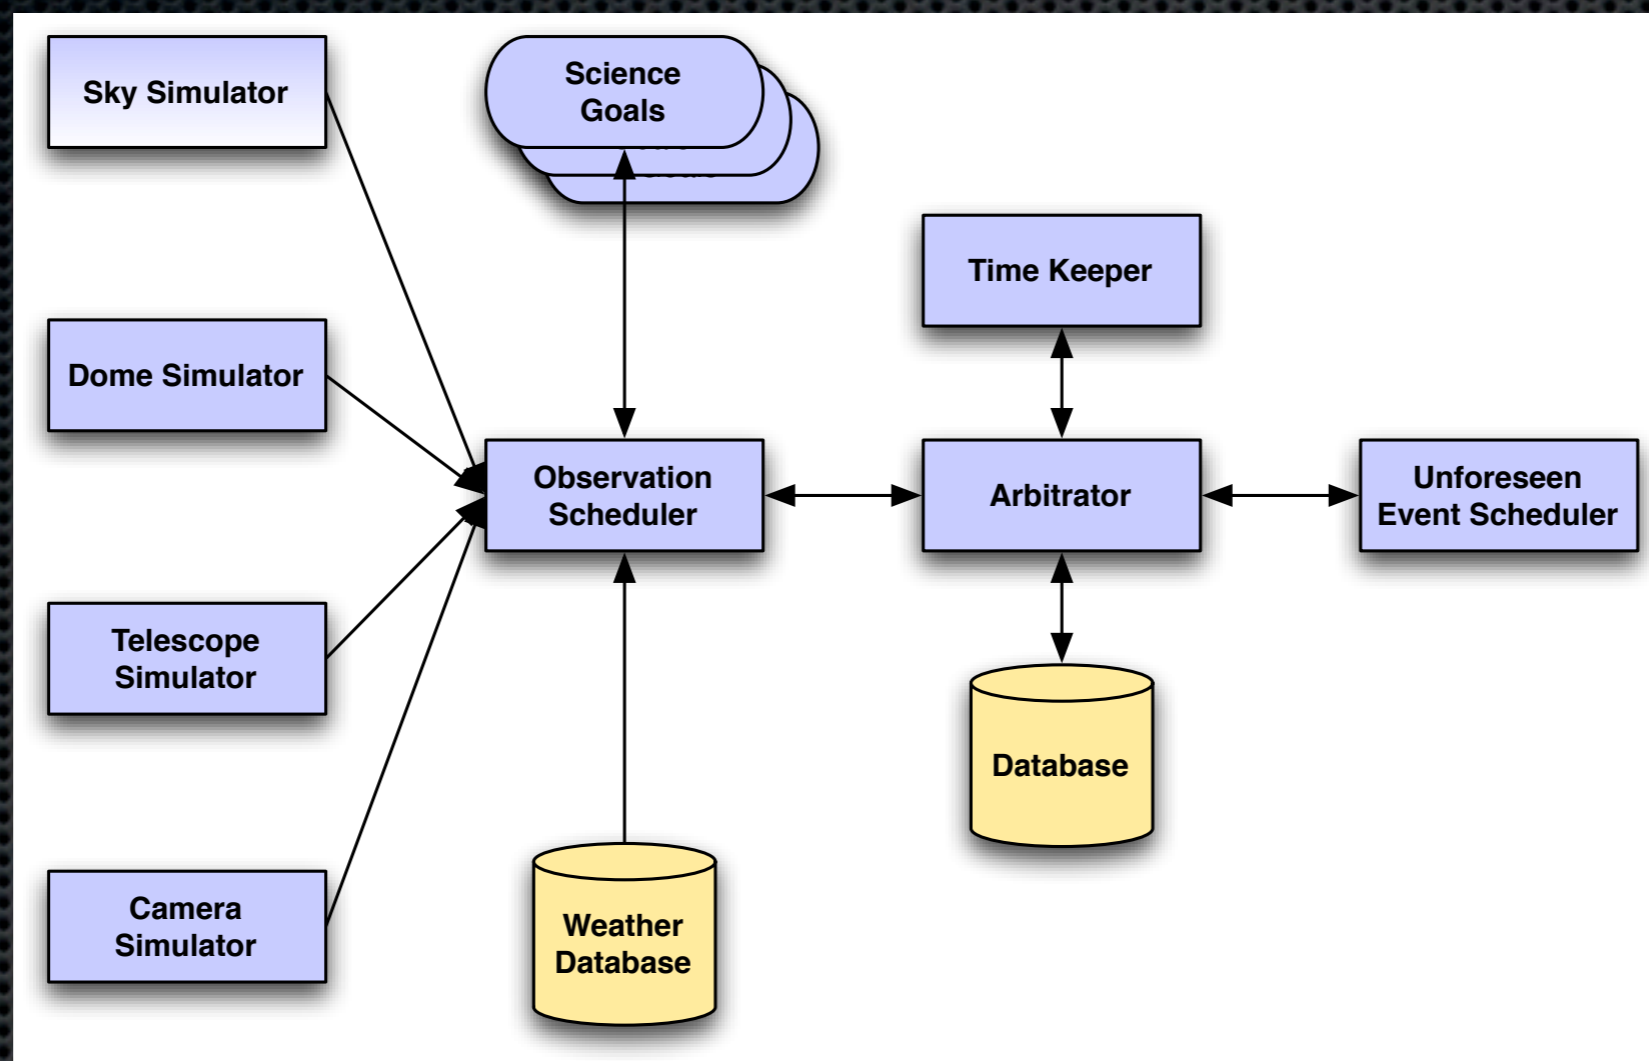 Sky Simulator
Science
Goals
Time Keeper
Dome Simulator
Observation
Scheduler
Arbitrator
Unforeseen
Event Scheduler
Telescope
Simulator
Database
Camera
Simulator
Weather
Database